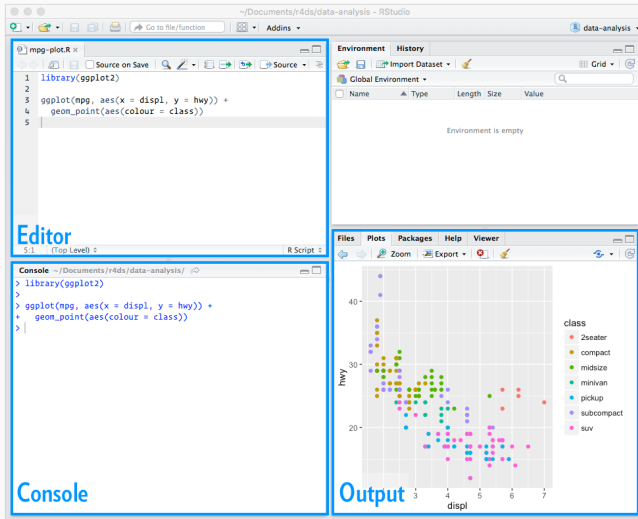 ~/Documents/r4ds/data-analysis - RStudio
Go to file/function
Addins
data-analysis
mpg-plot.R ×
Source on Save
Run
Source
1 library(ggplot2)
2
3 ggplot(mpg, aes(x = displ, y = hwy)) +
4 geom_point(aes(colour = class))
5
Editor
5:1 (Top Level) R Script
Console ~/Documents/r4ds/data-analysis/
> library(ggplot2)
>
> ggplot(mpg, aes(x = displ, y = hwy)) +
+ geom_point(aes(colour = class))
>
Console
Environment History
Import Dataset
Grid
Global Environment
Name Type Length Size Value
Environment is empty
Files Plots Packages Help Viewer
Zoom Export
40
30
20
hwy
3 4 5 6 7
displ
class
2seater
compact
midsize
minivan
pickup
subcompact
suv
Output